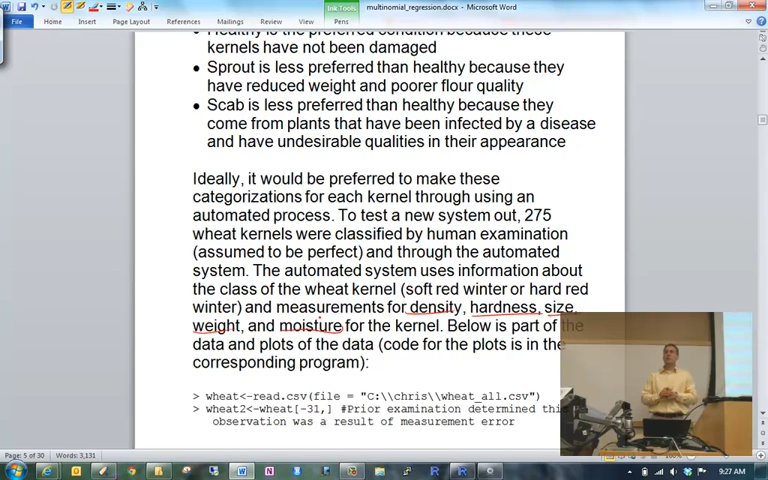 Ink Tools
multinomial_regression.docx - Microsoft Word
File Home Insert Page Layout References Mailings Review View Pens
Healthy is the preferred condition because these
kernels have not been damaged
• Sprout is less preferred than healthy because they
have reduced weight and poorer flour quality
• Scab is less preferred than healthy because they
come from plants that have been infected by a disease
and have undesirable qualities in their appearance
Ideally, it would be preferred to make these
categorizations for each kernel through using an
automated process. To test a new system out, 275
wheat kernels were classified by human examination
(assumed to be perfect) and through the automated
system. The automated system uses information about
the class of the wheat kernel (soft red winter or hard red
winter) and measurements for density, hardness, size,
weight, and moisture for the kernel. Below is part of the
data and plots of the data (code for the plots is in the
corresponding program):
> wheat<-read.csv(file = "C:\\chris\\wheat_all.csv")
> wheat2<-wheat[-31,] #Prior examination determined this
observation was a result of measurement error
Page: 5 of 30 Words: 3,131
9:27 AM